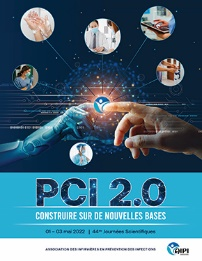 PCI 2.0
CONSTRUIRE SUR DE NOUVELLES BASES
01 – 03 mai 2022 | 44es Journées Scientifiques
ASSOCIATION DES INFIRMIÈRES EN PRÉVENTION DES INFECTIONS
AIPI